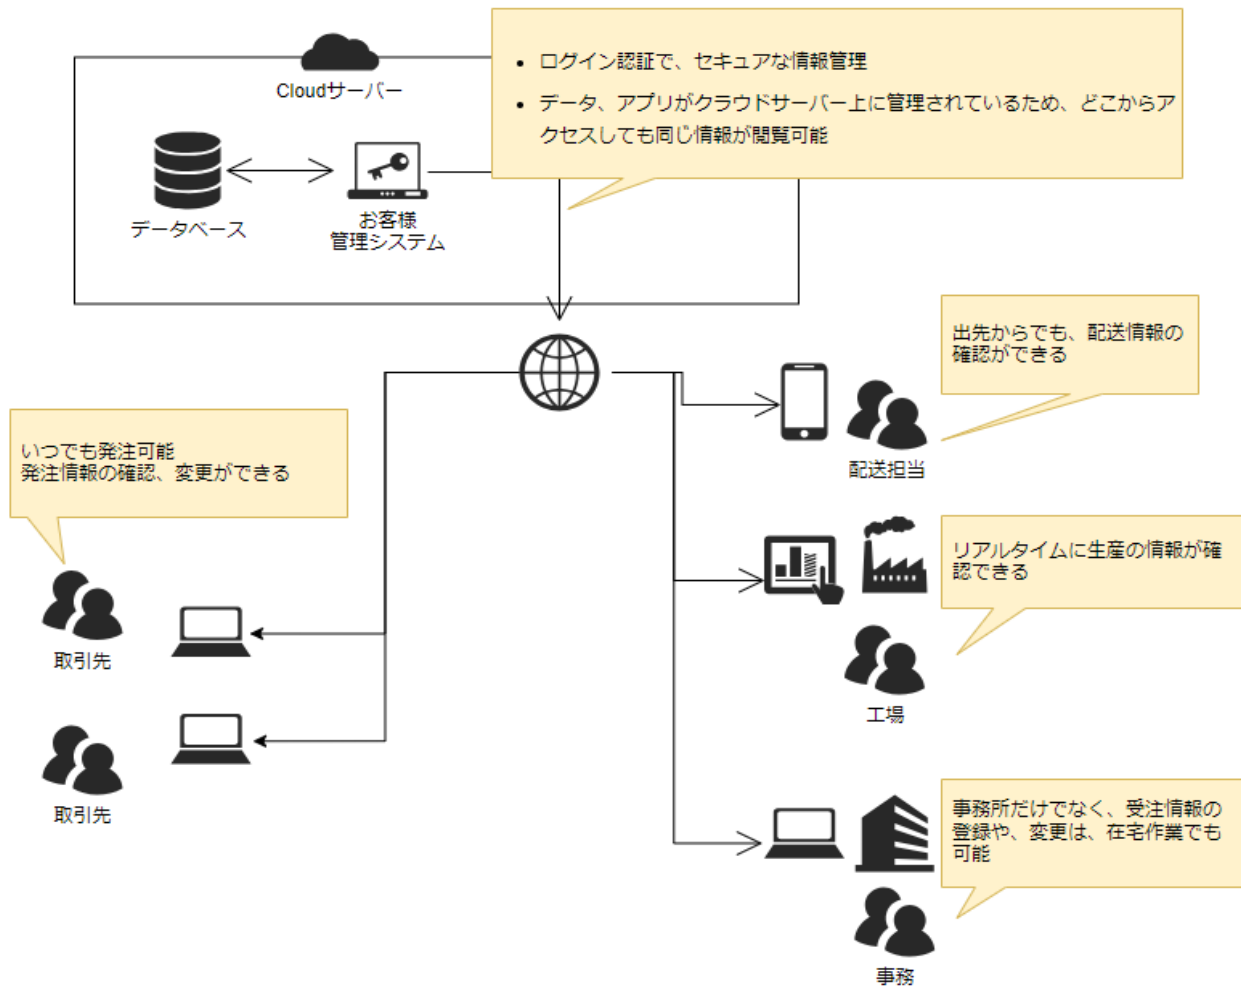 • ログイン認証で、セキュアな情報管理
• データ、アプリがクラウドサーバー上に管理されているため、どこからア
クセスしても同じ情報が閲覧可能
Cloudサーバー
データベース
お客様
管理システム
出先からでも、配送情報の
確認ができる
配送担当
いつでも発注可能
発注情報の確認、変更ができる
取引先
取引先
リアルタイムに生産の情報が確
認できる
工場
事務所だけでなく、受注情報の
登録や、変更は、在宅作業でも
可能
事務